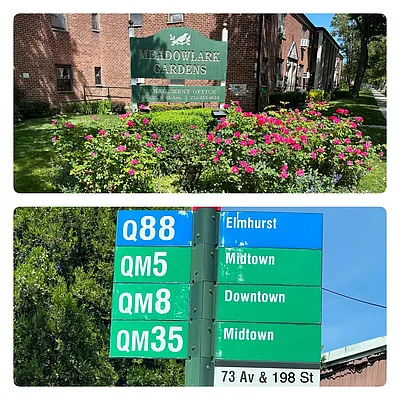 MEADOWLARK
GARDENS
MANAGEMENT OFFICE
Q88 Elmhurst
QM5 Midtown
QM8 Downtown
QM35 Midtown
73 Av & 198 St